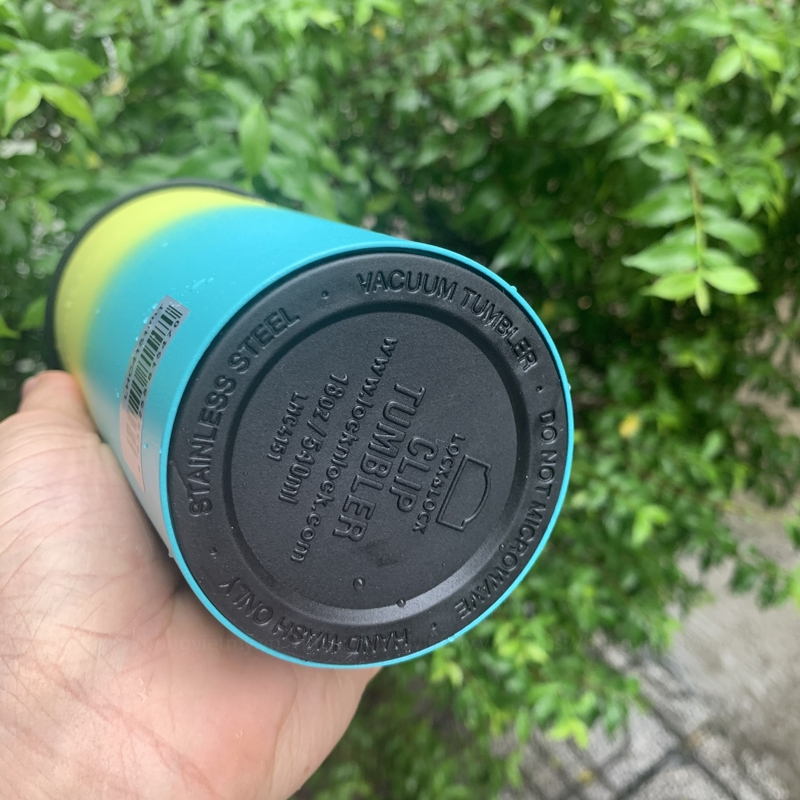 LOCK&LOCK
CLIP
TUMBLER
www.locknlock.com
18oz / 540ml
LHC4151
STAINLESS STEEL • VACUUM TUMBLER • DO NOT MICROWAVE • HAND WASH ONLY •